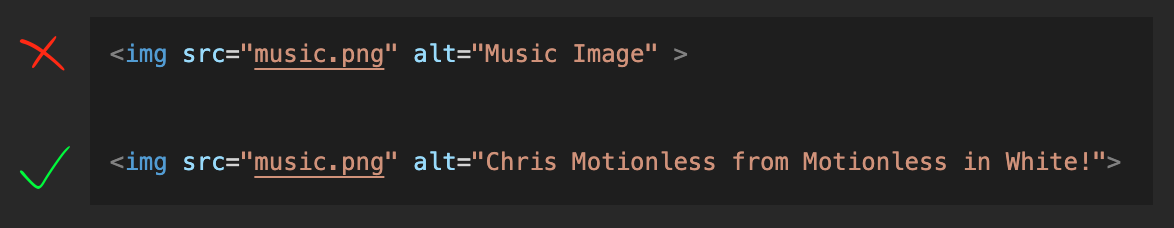 <img src="music.png" alt="Music Image" >
<img src="music.png" alt="Chris Motionless from Motionless in White!">